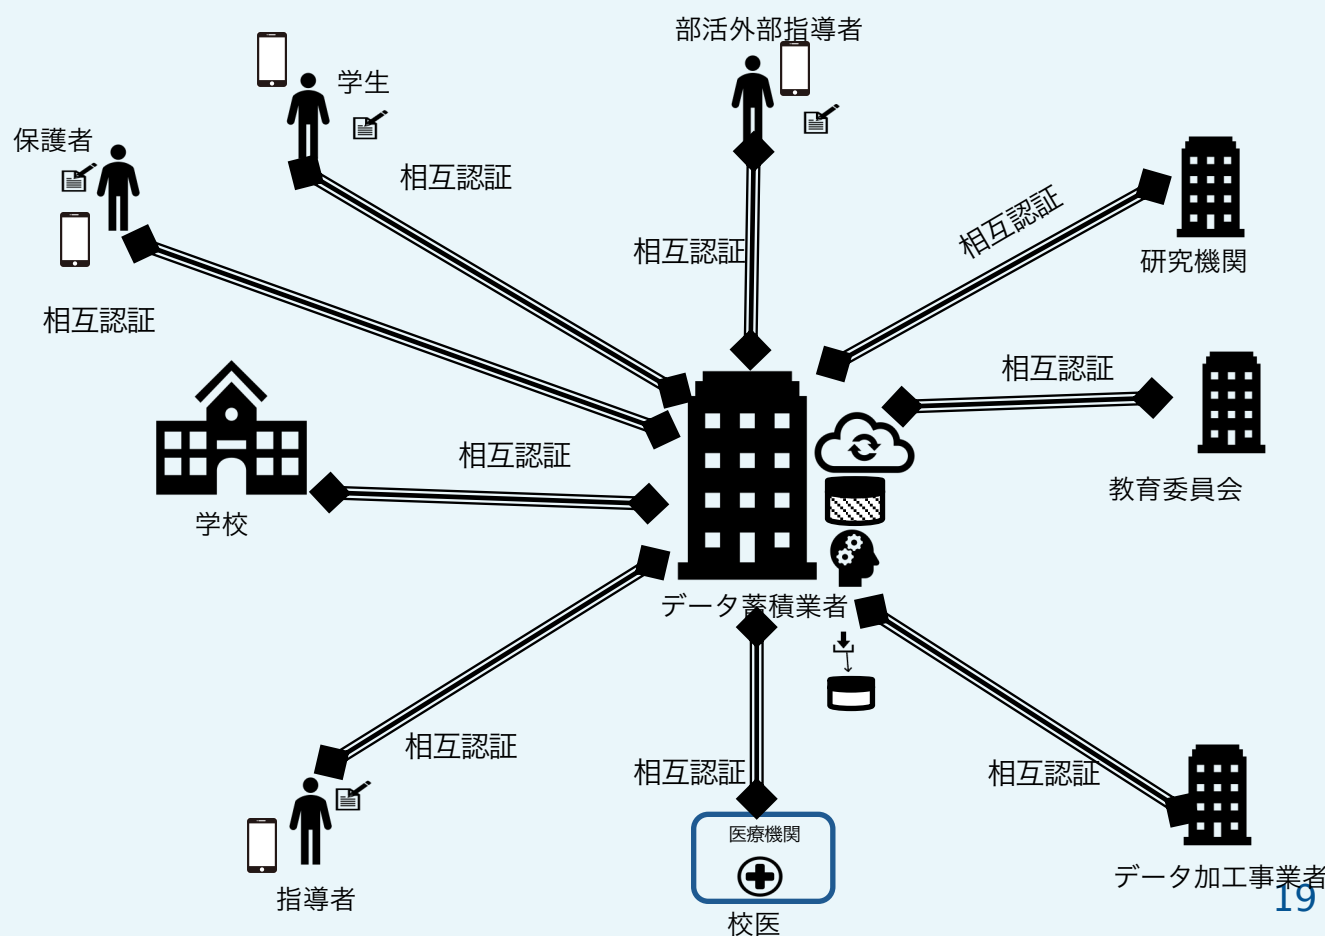 部活外部指導者
学生
保護者
相互認証
相互認証
相互認証
研究機関
相互認証
相互認証
相互認証
教育委員会
相互認証
学校
データ蓄積業者
相互認証
相互認証
相互認証
医療機関
データ加工事業者
指導者
校医
19